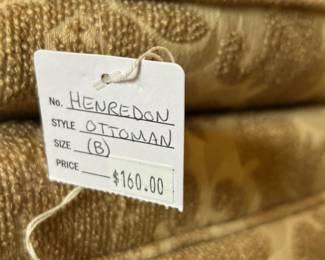 No. HENREDON
STYLE OTTOMAN
SIZE (B)
PRICE $160.00